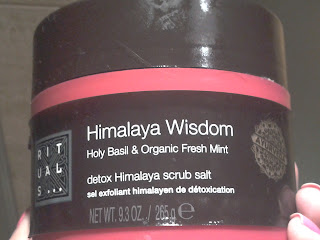 RITUALS...
Himalaya Wisdom
Holy Basil & Organic Fresh Mint
detox Himalaya scrub salt
sel exfoliant himalayen de détoxication
NET WT. 9.3 OZ. / 265 g e